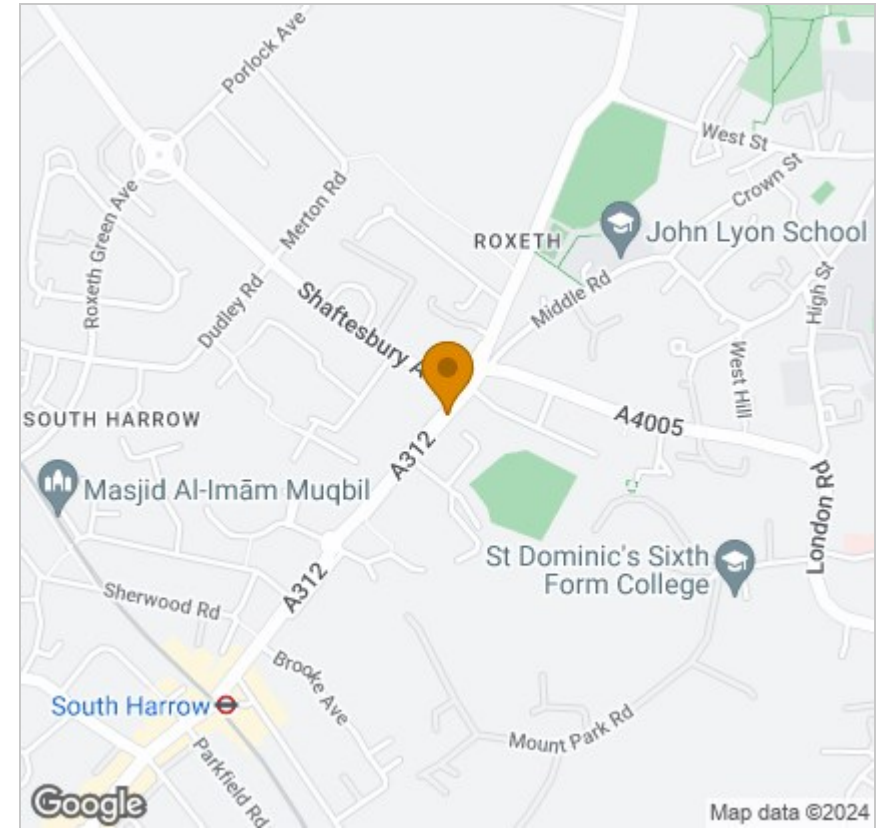 Porlock Ave
West St
Crown St
Merton Rd
Roxeth Green Ave
ROXETH
John Lyon School
Middle Rd
High St
Dudley Rd
Shaftesbury A
West Hill
SOUTH HARROW
A312
A4005
Masjid Al-Imām Muqbil
London Rd
St Dominic's Sixth
Form College
A312
Sherwood Rd
Brooke Ave
South Harrow
Mount Park Rd
Parkfield Rd
Google
Map data ©2024